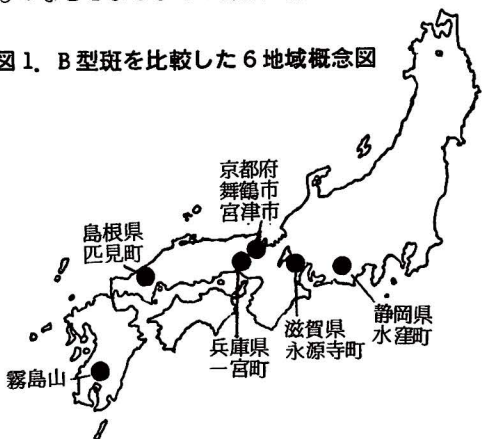 図1. B型斑を比較した6地域概念図
京都府
舞鶴市
宮津市
島根県
匹見町
静岡県
水窪町
滋賀県
永源寺町
兵庫県
一宮町
霧島山